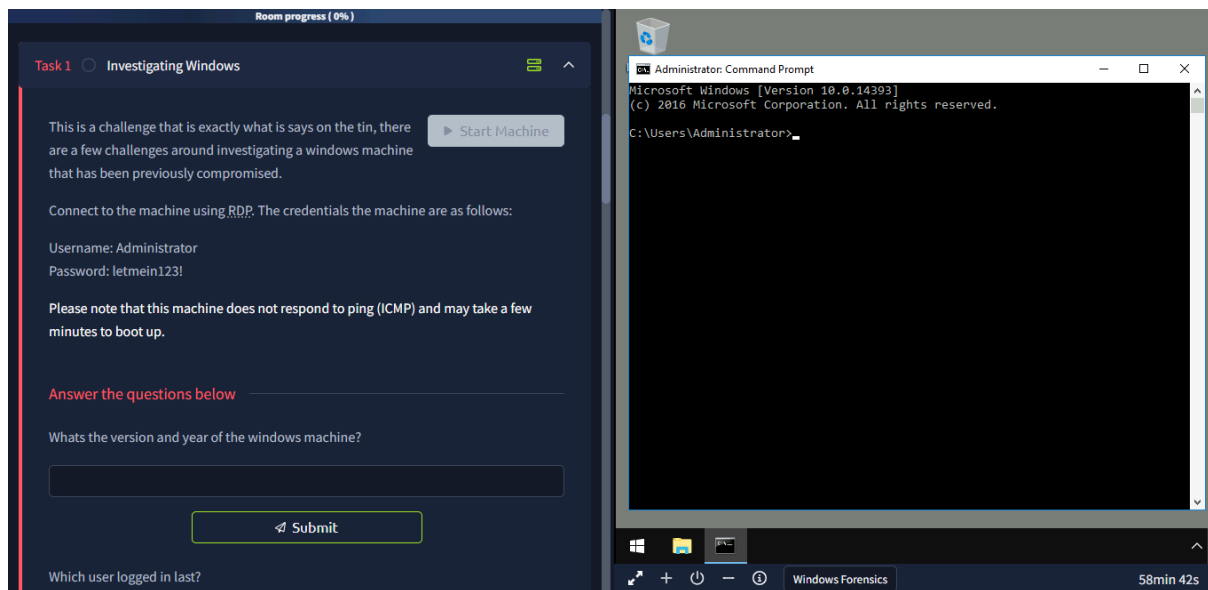 Room progress ( 0% )
Task 1 Investigating Windows
This is a challenge that is exactly what is says on the tin, there
are a few challenges around investigating a windows machine
that has been previously compromised.
Start Machine
Connect to the machine using RDP. The credentials the machine are as follows:
Username: Administrator
Password: letmein123!
Please note that this machine does not respond to ping (ICMP) and may take a few
minutes to boot up.
Answer the questions below
Whats the version and year of the windows machine?
Submit
Which user logged in last?
Administrator: Command Prompt
Microsoft Windows [Version 10.0.14393]
(c) 2016 Microsoft Corporation. All rights reserved.
C:\Users\Administrator>
Windows Forensics
58min 42s